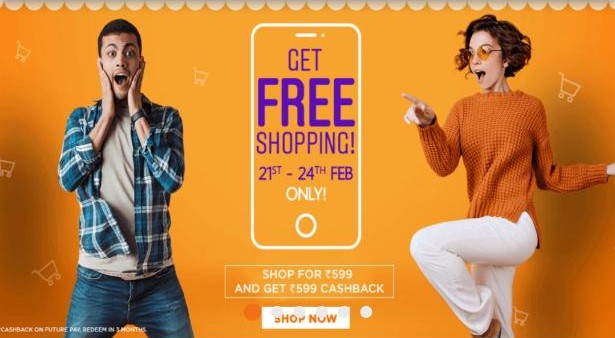 GET
FREE
SHOPPING!
21ST - 24TH FEB
ONLY!
SHOP FOR ₹599
AND GET ₹599 CASHBACK
SHOP NOW
*CASHBACK ON FUTURE PAY. REDEEM IN 3 MONTHS.